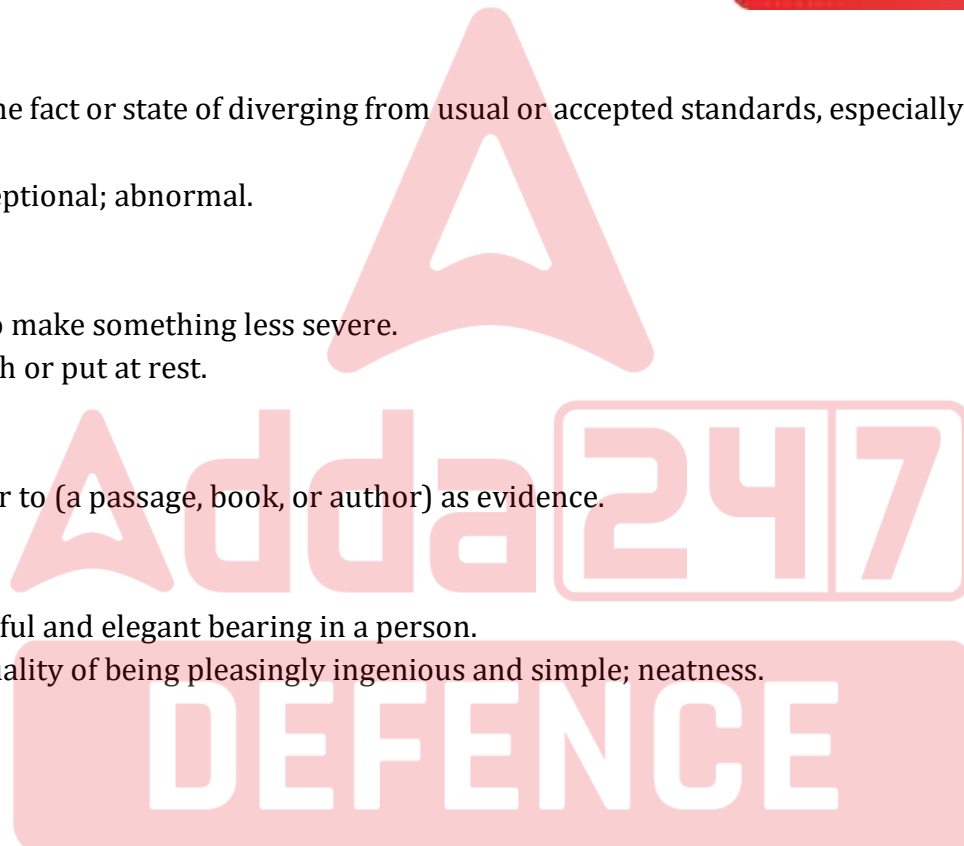 he fact or state of diverging from usual or accepted standards, especially
eptional; abnormal.
o make something less severe.
h or put at rest.
r to (a passage, book, or author) as evidence.
Adda247
ful and elegant bearing in a person.
uality of being pleasingly ingenious and simple; neatness.
DEFENCE